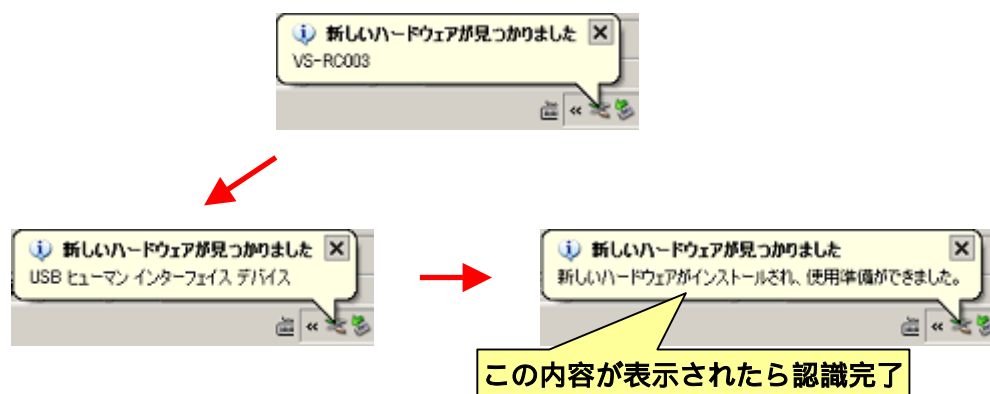 新しいハードウェアが見つかりました
VS-RC003
新しいハードウェアが見つかりました
USB ヒューマン インターフェイス デバイス
新しいハードウェアが見つかりました
新しいハードウェアがインストールされ、使用準備ができました。
この内容が表示されたら認識完了